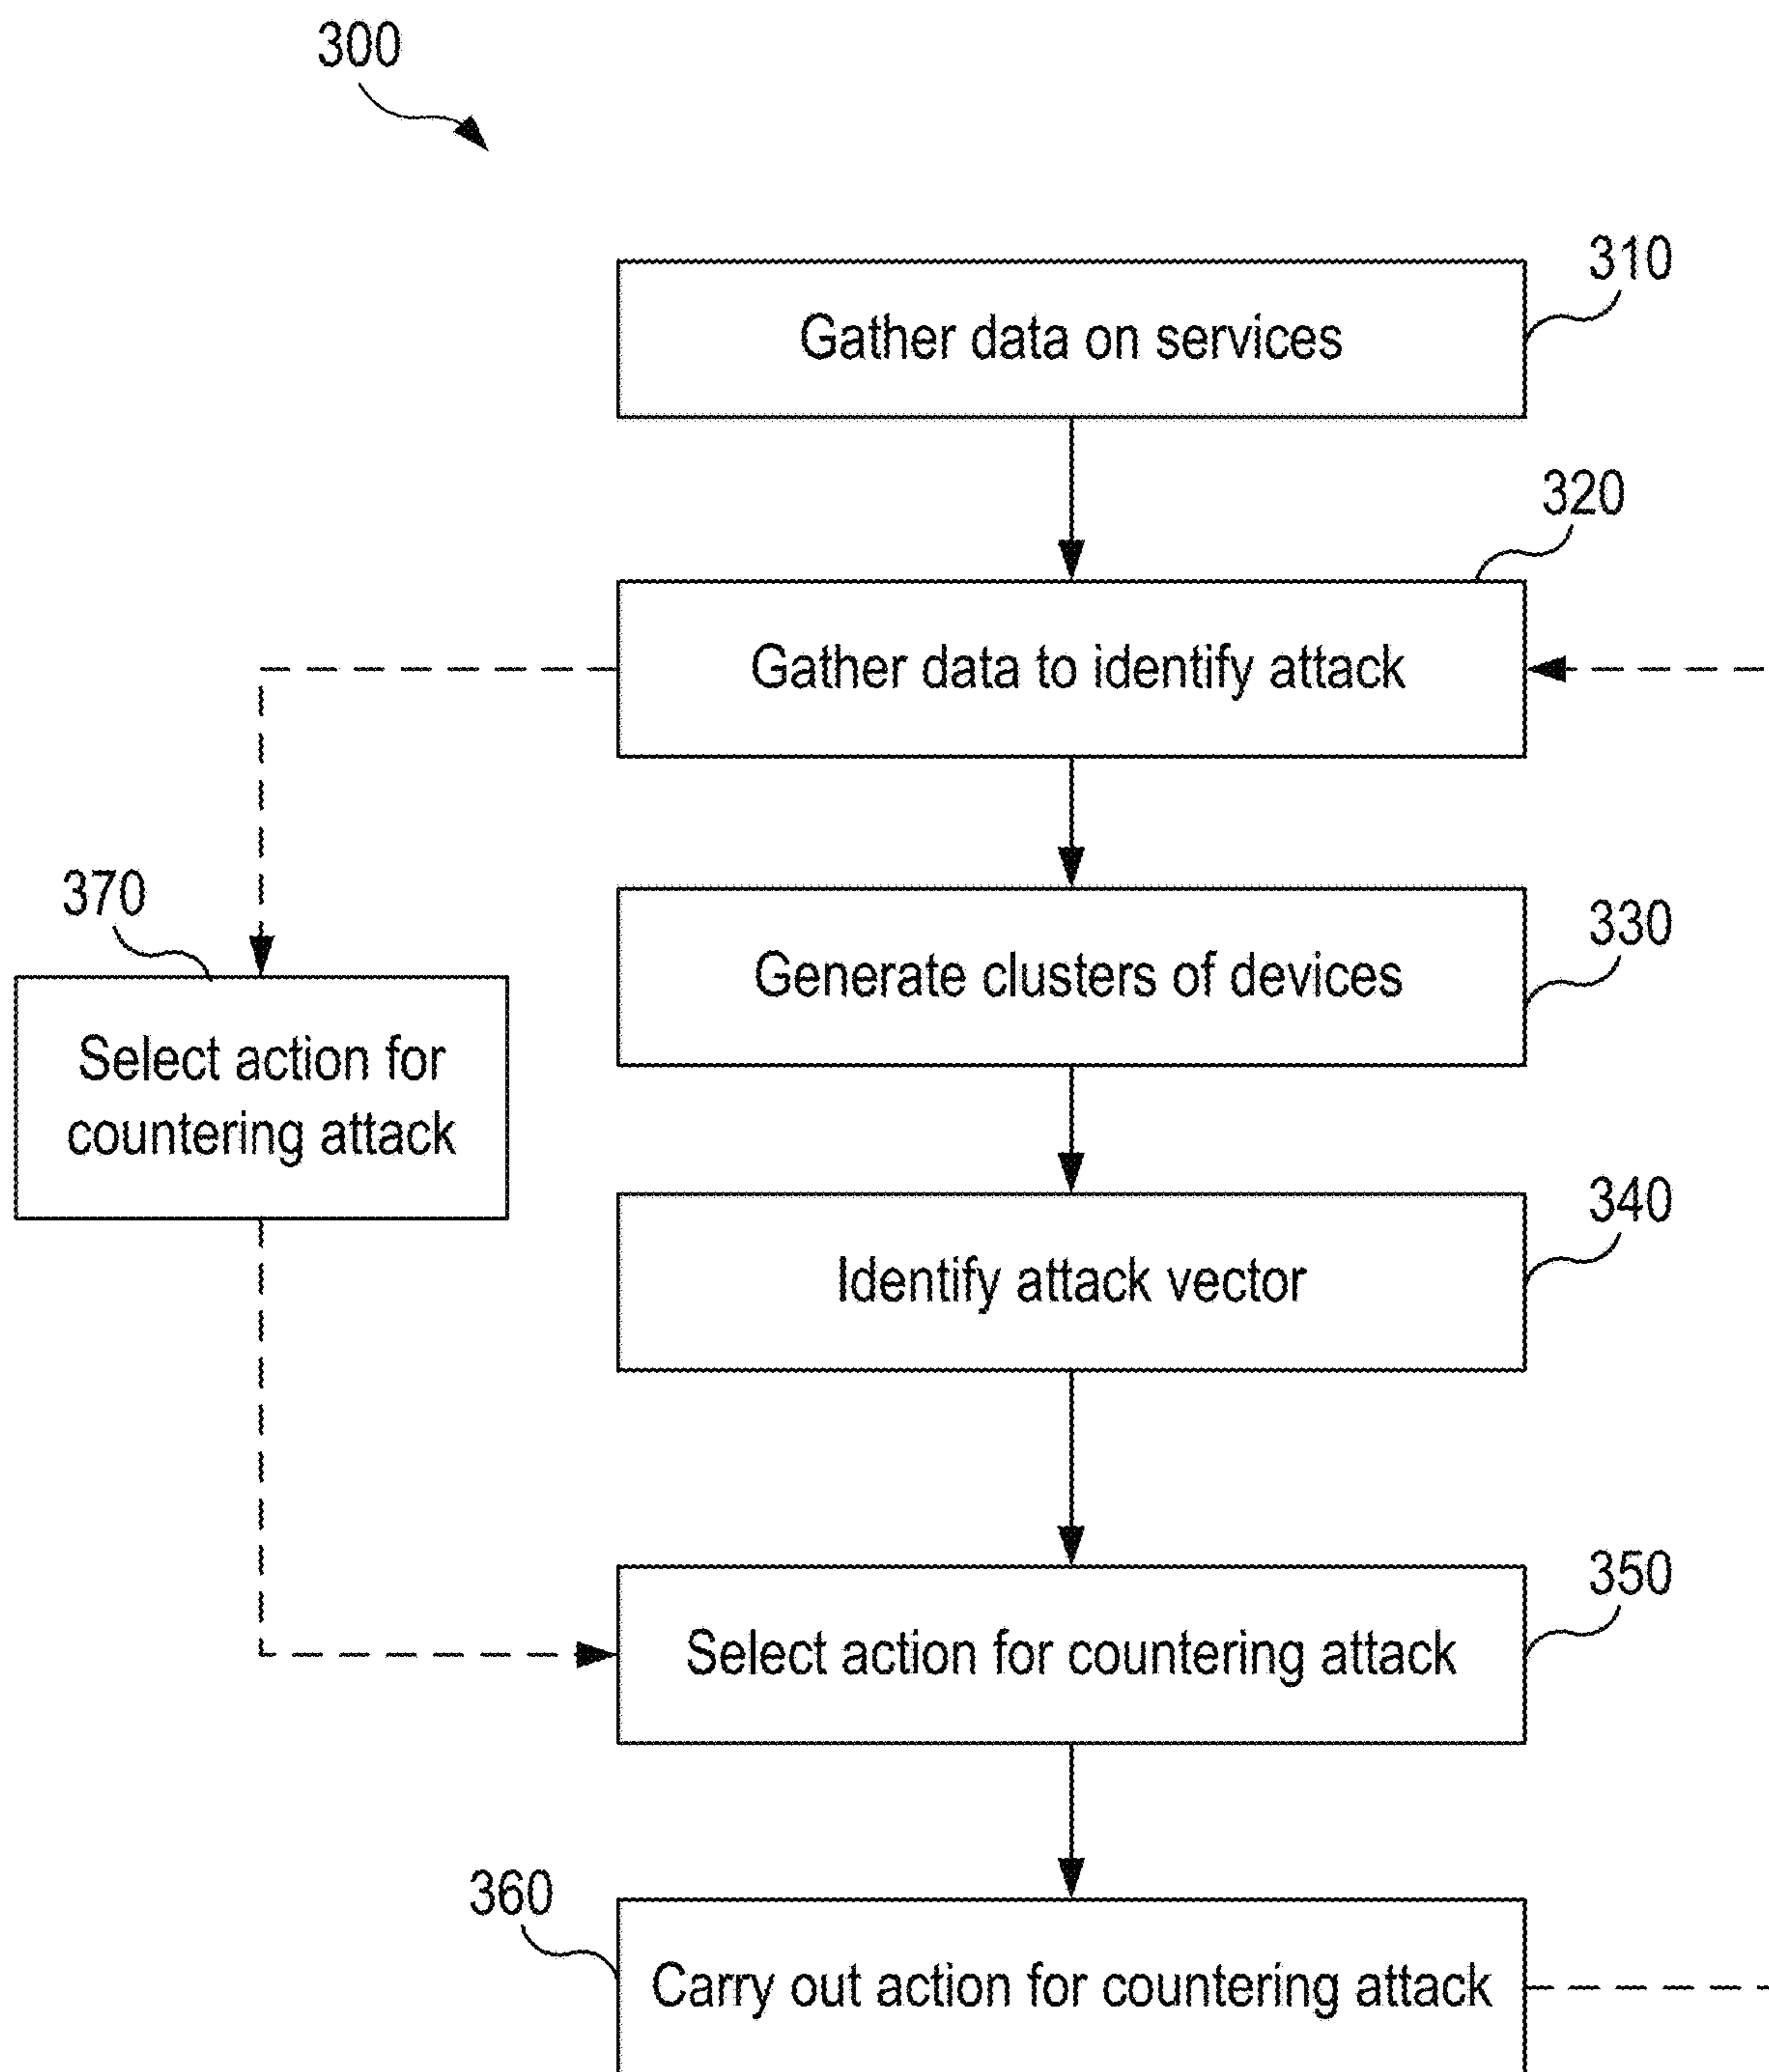 300
310
Gather data on services
320
Gather data to identify attack
370
330
Generate clusters of devices
Select action for
countering attack
340
Identify attack vector
350
Select action for countering attack
360
Carry out action for countering attack